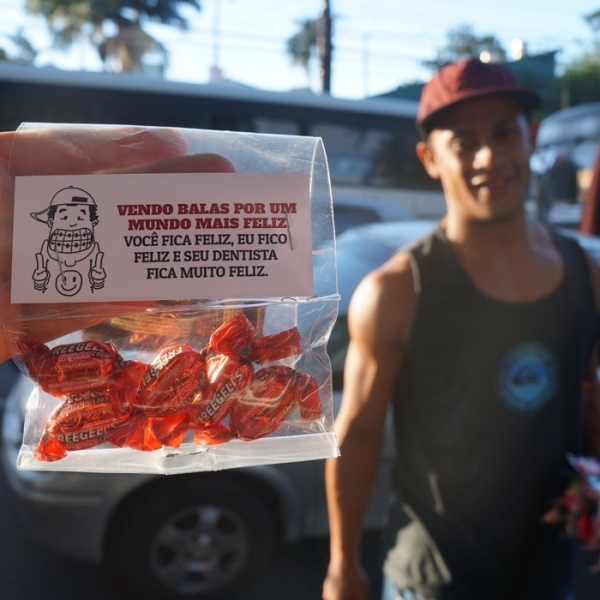 VENDO BALAS POR UM
MUNDO MAIS FELIZ
VOCÊ FICA FELIZ, EU FICO
FELIZ E SEU DENTISTA
FICA MUITO FELIZ.
FREEGELLS
FREEGELLS
FREEGELLS
FREEGELLS